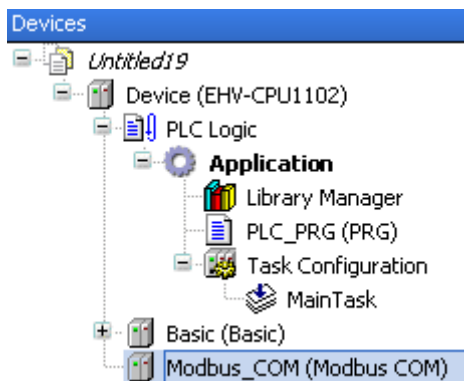 Devices
Untitled19
Device (EHV-CPU1102)
PLC Logic
Application
Library Manager
PLC_PRG (PRG)
Task Configuration
MainTask
Basic (Basic)
Modbus_COM (Modbus COM)